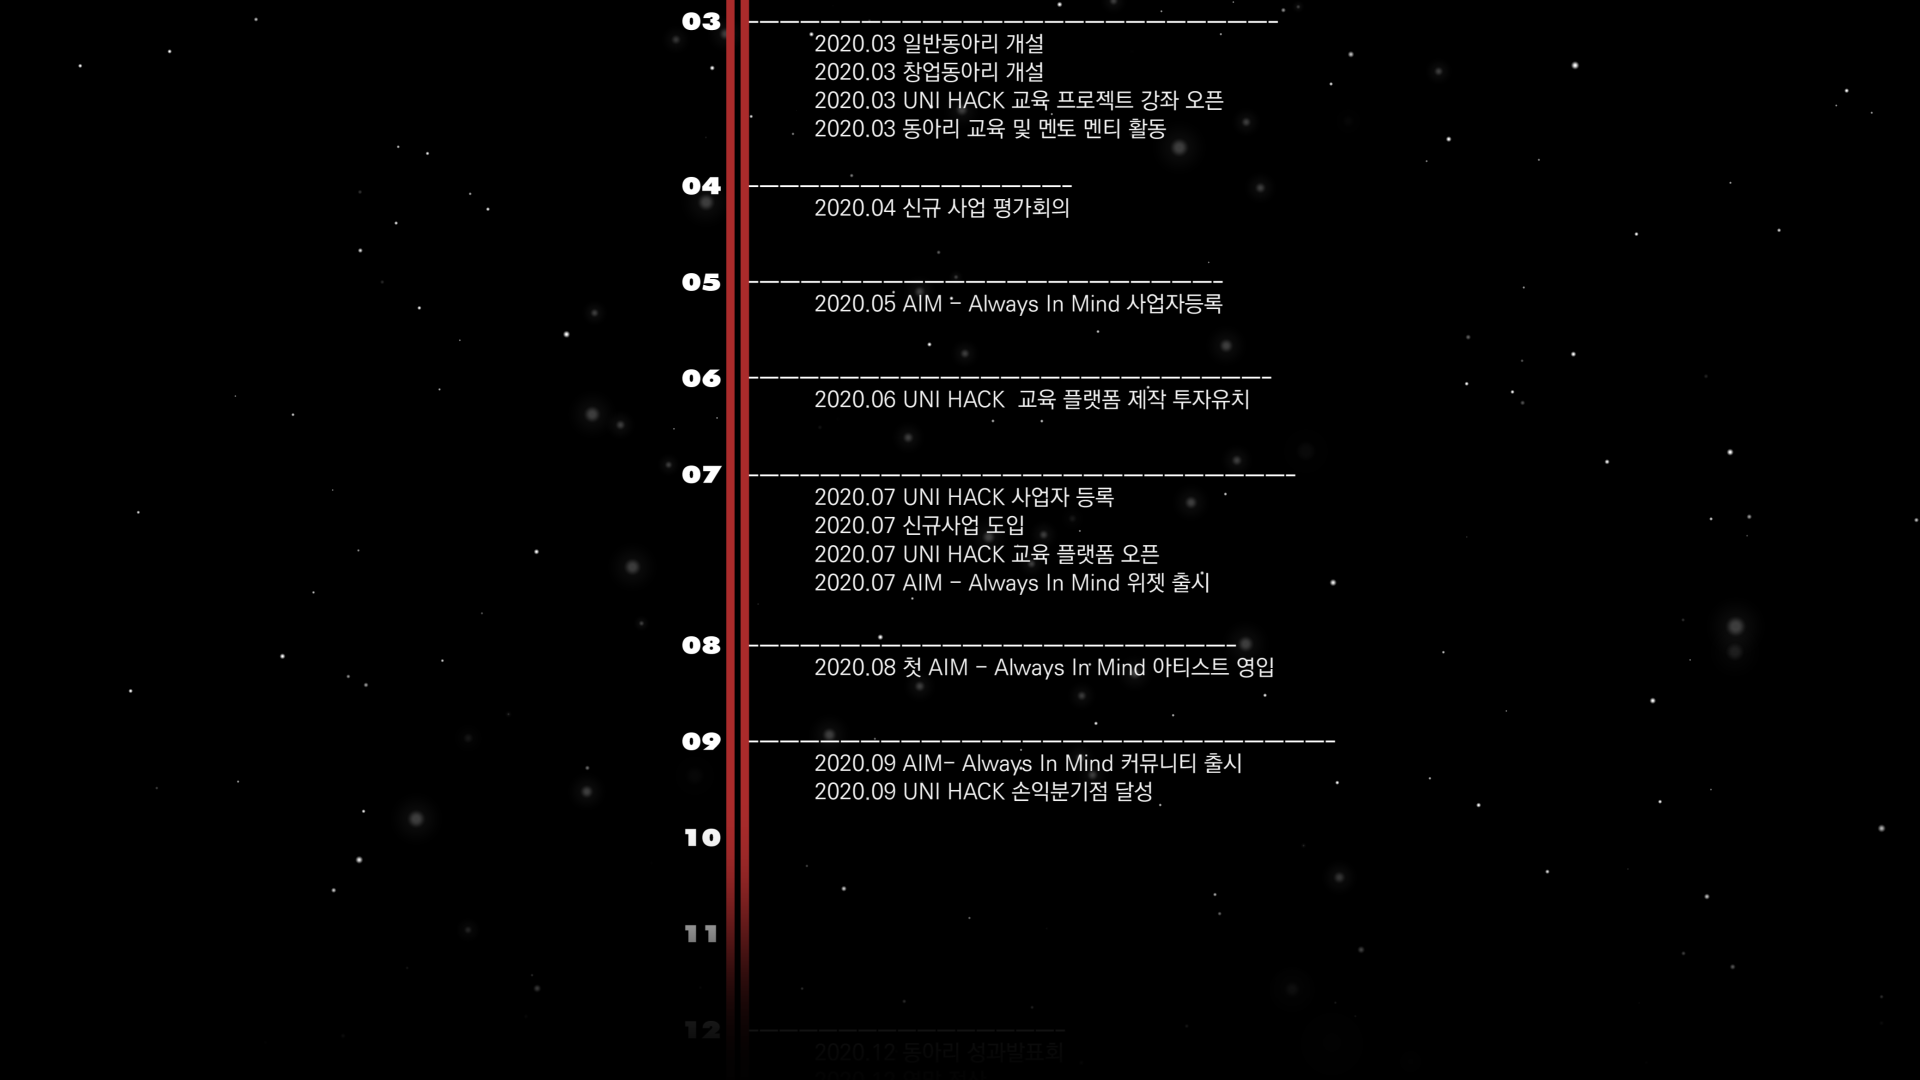 03
2020.03 일반동아리 개설
2020.03 창업동아리 개설
2020.03 UNI HACK 교육 프로젝트 강좌 오픈
2020.03 동아리 교육 및 멘토 멘티 활동
04
2020.04 신규 사업 평가회의
05
2020.05 AIM - Always In Mind 사업자등록
06
2020.06 UNI HACK  교육 플랫폼 제작 투자유치
07
2020.07 UNI HACK 사업자 등록
2020.07 신규사업 도입
2020.07 UNI HACK 교육 플랫폼 오픈
2020.07 AIM - Always In Mind 위젯 출시
08
2020.08 첫 AIM - Always In Mind 아티스트 영입
09
2020.09 AIM- Always In Mind 커뮤니티 출시
2020.09 UNI HACK 손익분기점 달성
10
11
12
2020.12 동아리 성과발표회